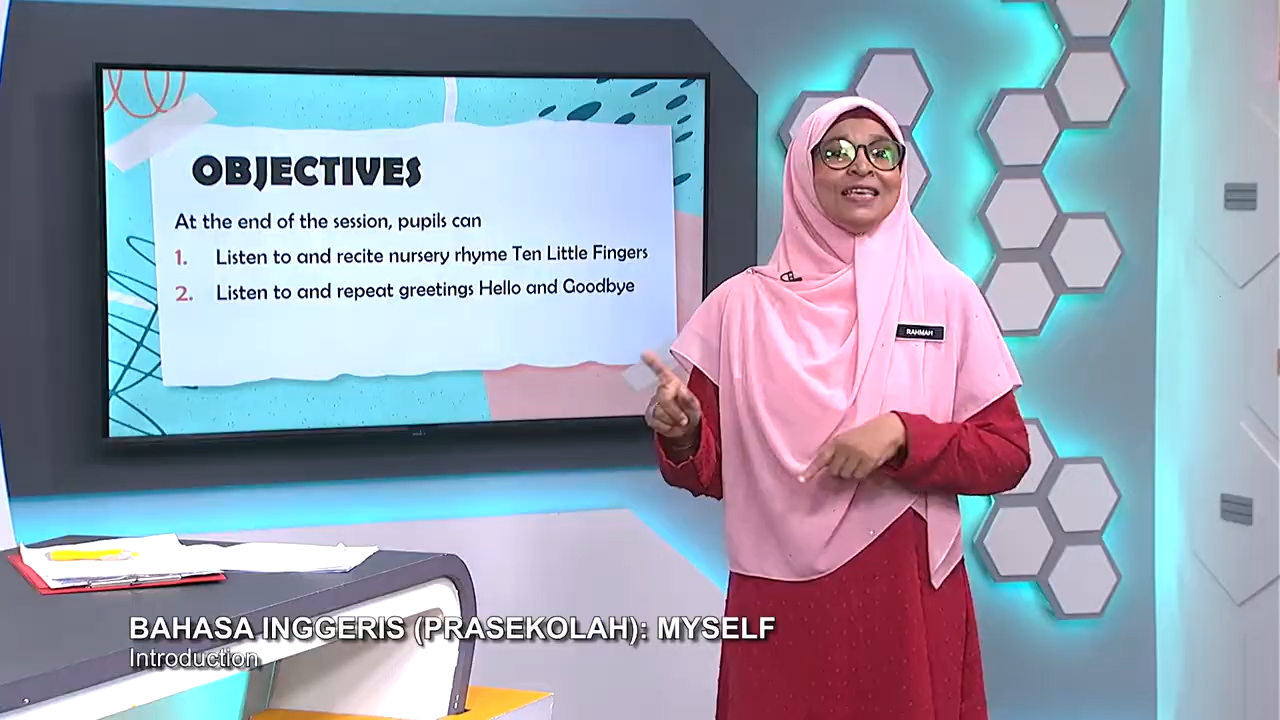 OBJECTIVES
At the end of the session, pupils can
1. Listen to and recite nursery rhyme Ten Little Fingers
2. Listen to and repeat greetings Hello and Goodbye
RAHMAH
BAHASA INGGERIS (PRASEKOLAH): MYSELF
Introduction